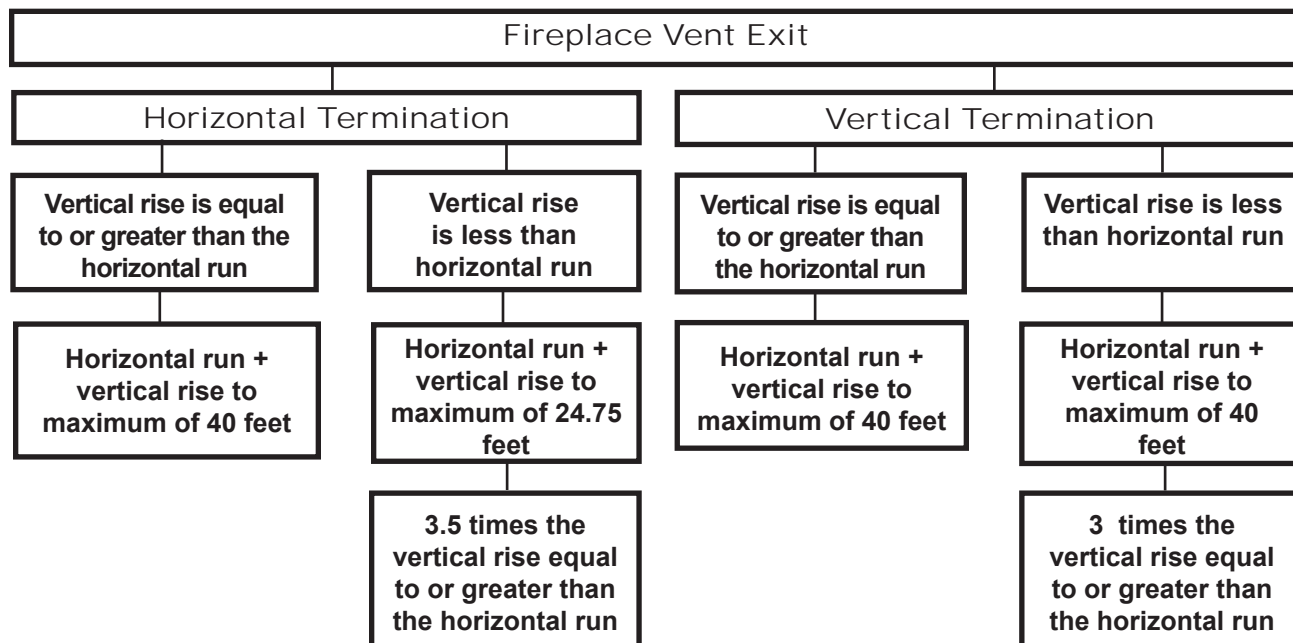 Fireplace Vent Exit
Horizontal Termination
Vertical Termination
Vertical rise is equal
to or greater than the
horizontal run
Vertical rise
is less than
horizontal run
Vertical rise is equal
to or greater than
the horizontal run
Vertical rise is less
than horizontal run
Horizontal run +
vertical rise to
maximum of 40 feet
Horizontal run +
vertical rise to
maximum of 24.75
feet
Horizontal run +
vertical rise to
maximum of 40 feet
Horizontal run +
vertical rise to
maximum of 40
feet
3.5 times the
vertical rise equal
to or greater than
the horizontal run
3 times the
vertical rise equal
to or greater than
the horizontal run